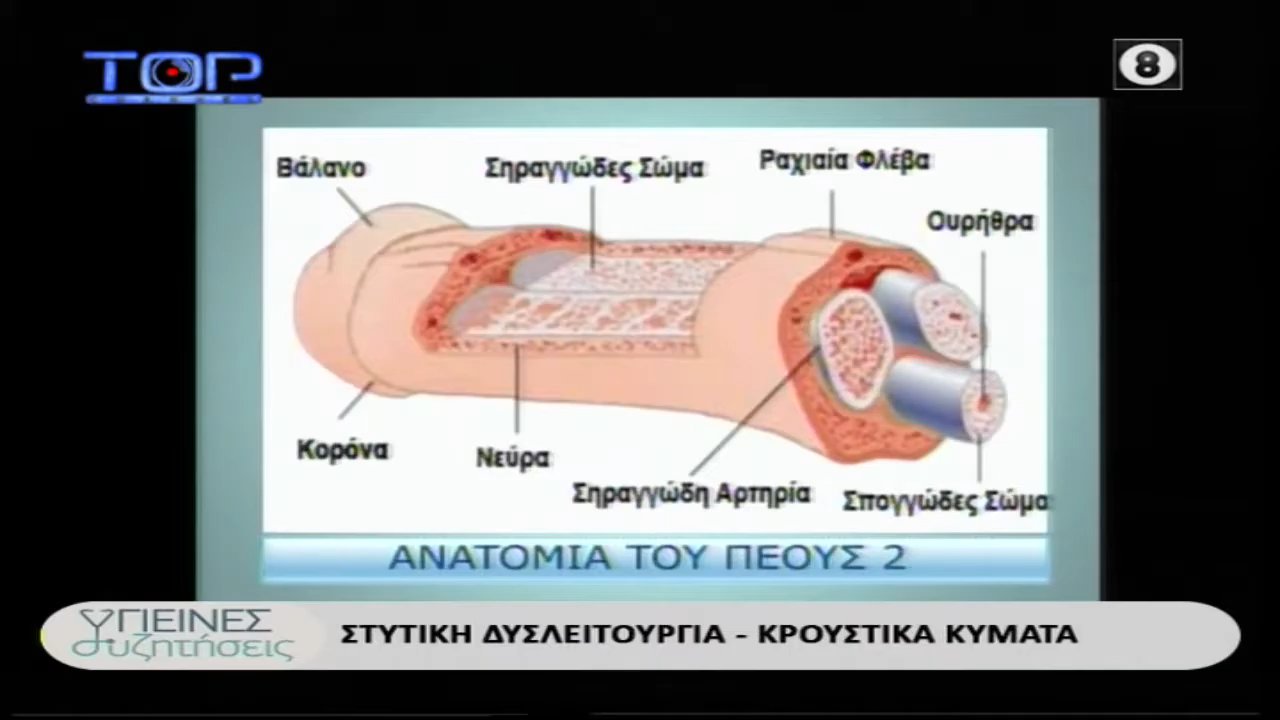 TOP
8
Βάλανο
Σηραγγώδες Σώμα
Ραχιαία Φλέβα
Ουρήθρα
Κορόνα
Νεύρα
Σηραγγώδη Αρτηρία
Σπογγώδες Σώμα
ΑΝΑΤΟΜΙΑ ΤΟΥ ΠΕΟΥΣ 2
ΥΓΙΕΙΝΕΣ
συζητήσεις
ΣΤΥΤΙΚΗ ΔΥΣΛΕΙΤΟΥΡΓΙΑ - ΚΡΟΥΣΤΙΚΑ ΚΥΜΑΤΑ